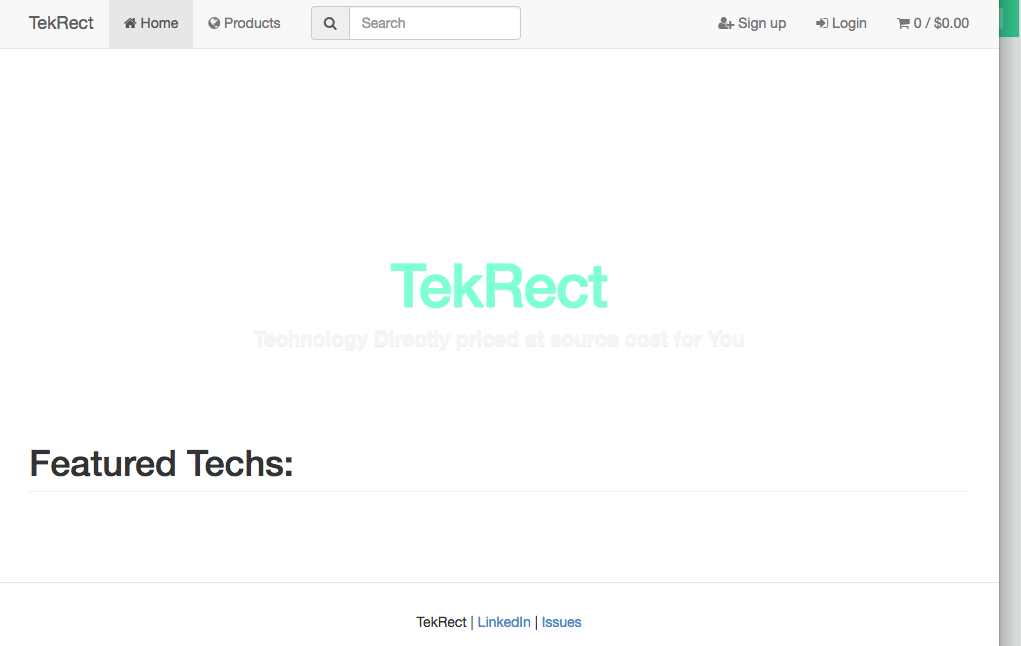 TekRect Home Products Search Sign up Login 0 / $0.00
TekRect
Technology Directly priced at source cost for You
Featured Techs:
TekRect | LinkedIn | Issues